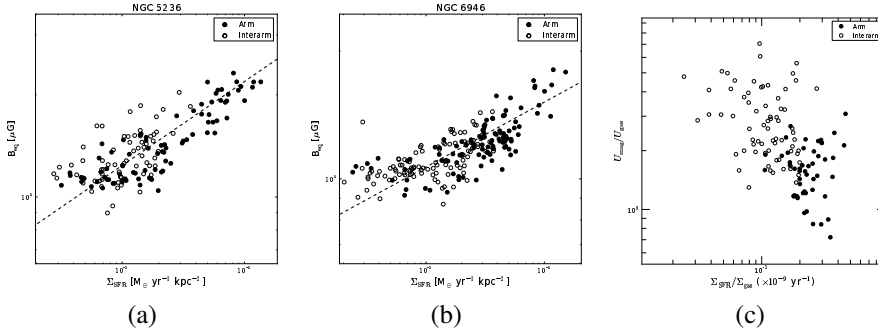 NGC 5236
Arm
Interarm
B_eq [μG]
Σ_SFR [M_⊙ yr⁻¹ kpc⁻²]
(a)
NGC 6946
Arm
Interarm
B_eq [μG]
Σ_SFR [M_⊙ yr⁻¹ kpc⁻²]
(b)
Arm
Interarm
U_mag/U_gas
Σ_SFR/Σ_gas (×10⁻⁹ yr⁻¹)
(c)